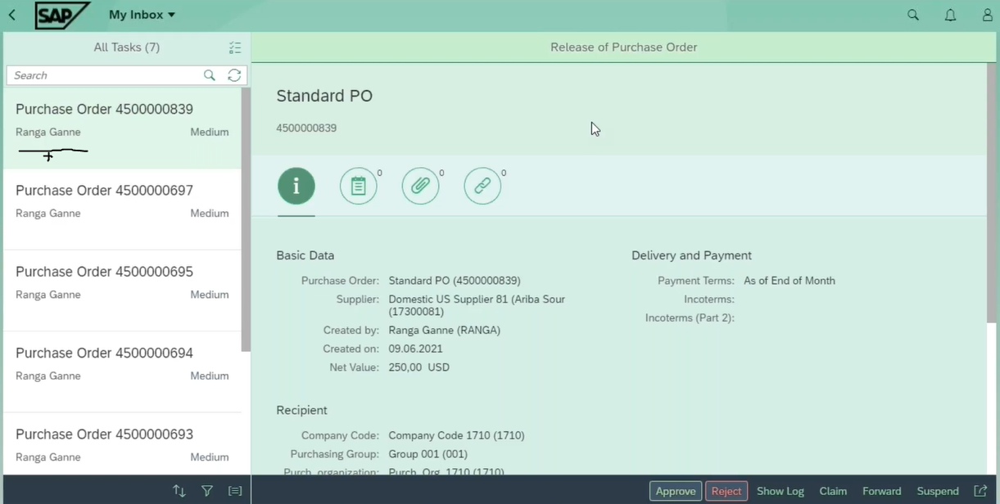 SAP My Inbox
All Tasks (7)
Search
Purchase Order 4500000839
Ranga Ganne Medium
Purchase Order 4500000697
Ranga Ganne Medium
Purchase Order 4500000695
Ranga Ganne Medium
Purchase Order 4500000694
Ranga Ganne Medium
Purchase Order 4500000693
Ranga Ganne Medium
Release of Purchase Order
Standard PO
4500000839
0 0 0
Basic Data
Purchase Order: Standard PO (4500000839)
Supplier: Domestic US Supplier 81 (Ariba Sour
(17300081)
Created by: Ranga Ganne (RANGA)
Created on: 09.06.2021
Net Value: 250,00 USD
Delivery and Payment
Payment Terms: As of End of Month
Incoterms:
Incoterms (Part 2):
Recipient
Company Code: Company Code 1710 (1710)
Purchasing Group: Group 001 (001)
Purch. organization: Purch. Org. 1710 (1710)
Approve Reject Show Log Claim Forward Suspend